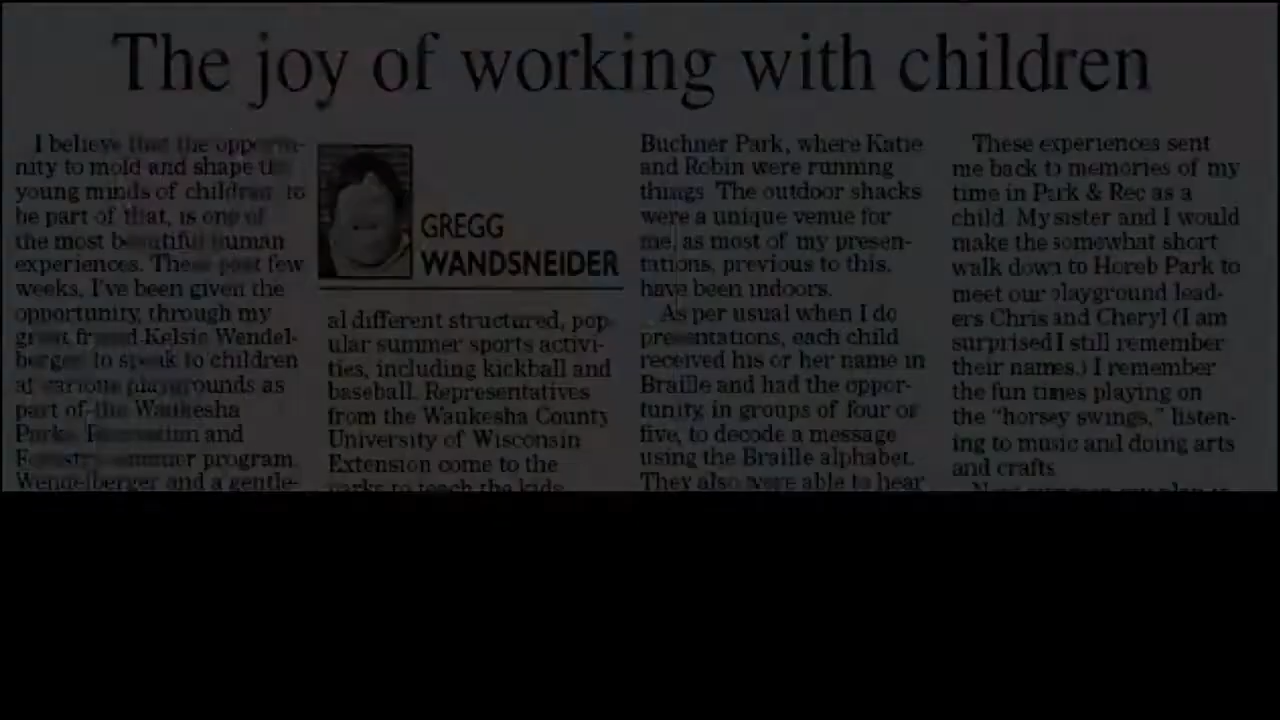 The joy of working with children
I believe that the opportu-
nity to mold and shape the
young minds of children, to
be part of that, is one of
the most beautiful human
experiences. These past few
weeks, I've been given the
opportunity, through my
great friend Kelsie Wendel-
berger, to speak to children
at various playgrounds as
part of the Waukesha
Parks, Recreation and
Forestry summer program.
Wendelberger and a gentle-
GREGG
WANDSNEIDER
al different structured, pop-
ular summer sports activi-
ties, including kickball and
baseball. Representatives
from the Waukesha County
University of Wisconsin
Extension come to the
parks to teach the kids
Buchner Park, where Katie
and Robin were running
things. The outdoor shacks
were a unique venue for
me, as most of my presen-
tations, previous to this,
have been indoors.
As per usual when I do
presentations, each child
received his or her name in
Braille and had the oppor-
tunity, in groups of four or
five, to decode a message
using the Braille alphabet.
They also were able to hear
These experiences sent
me back to memories of my
time in Park & Rec as a
child. My sister and I would
make the somewhat short
walk down to Horeb Park to
meet our playground lead-
ers Chris and Cheryl (I am
surprised I still remember
their names.) I remember
the fun times playing on
the "horsey swings," listen-
ing to music and doing arts
and crafts.